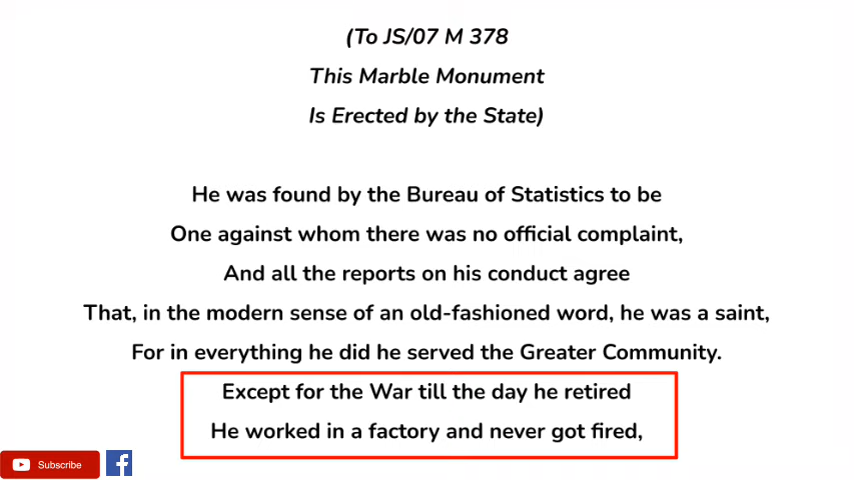 (To JS/07 M 378
This Marble Monument
Is Erected by the State)
He was found by the Bureau of Statistics to be
One against whom there was no official complaint,
And all the reports on his conduct agree
That, in the modern sense of an old-fashioned word, he was a saint,
For in everything he did he served the Greater Community.
Except for the War till the day he retired
He worked in a factory and never got fired,
Subscribe